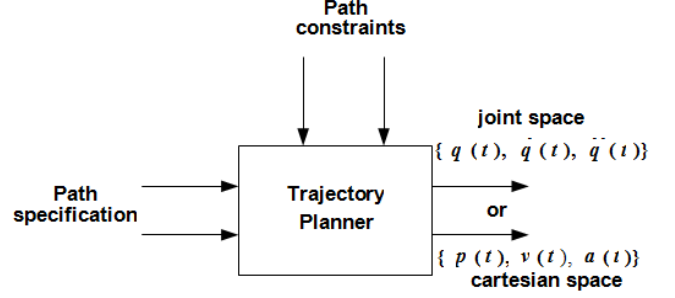 Path
constraints
joint space
{ q (t), q̇ (t), q̈ (t)}
Path
specification
Trajectory
Planner
or
{ p (t), v (t), a (t)}
cartesian space